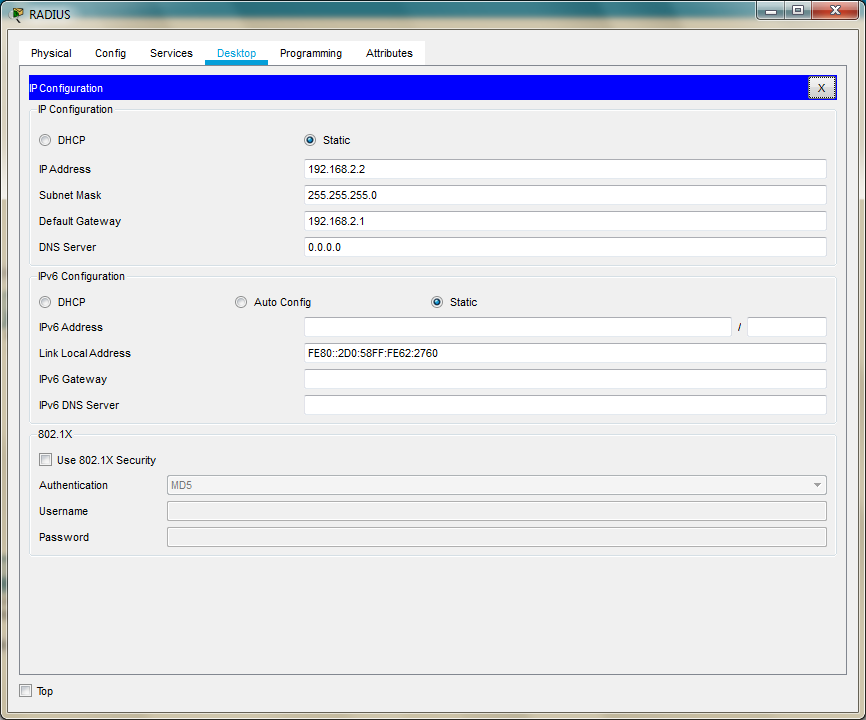 RADIUS
Physical Config Services Desktop Programming Attributes
IP Configuration X
IP Configuration
DHCP Static
IP Address 192.168.2.2
Subnet Mask 255.255.255.0
Default Gateway 192.168.2.1
DNS Server 0.0.0.0
IPv6 Configuration
DHCP Auto Config Static
IPv6 Address /
Link Local Address FE80::2D0:58FF:FE62:2760
IPv6 Gateway
IPv6 DNS Server
802.1X
Use 802.1X Security
Authentication MD5
Username
Password
Top